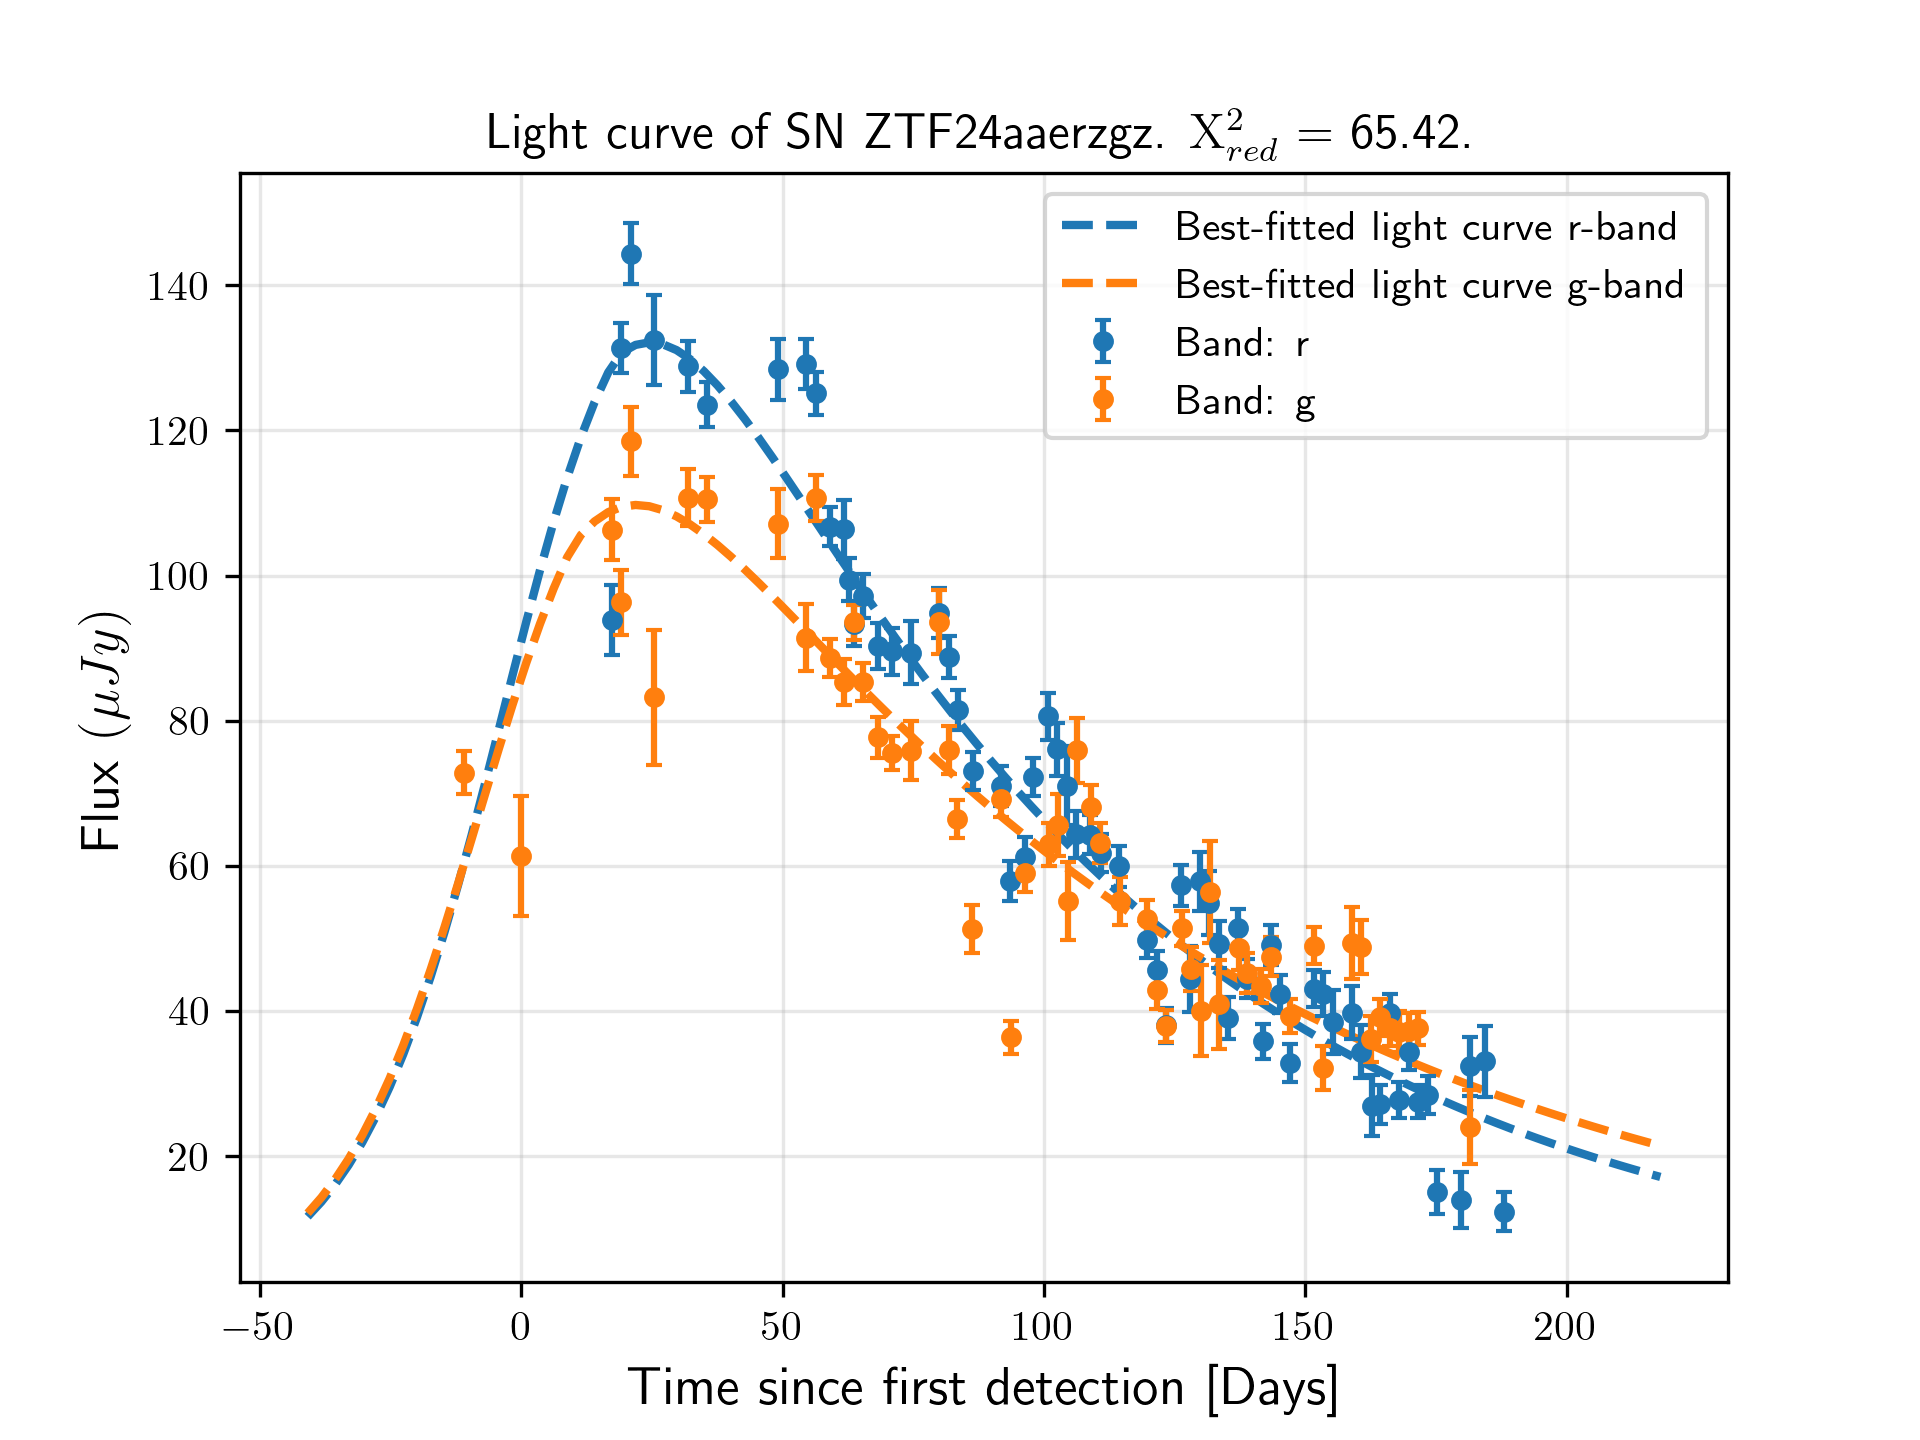 Light curve of SN ZTF24aaerzgz. X²_red = 65.42.
Best-fitted light curve r-band
Best-fitted light curve g-band
Band: r
Band: g
Flux (μJy)
140
120
100
80
60
40
20
−50 0 50 100 150 200
Time since first detection [Days]